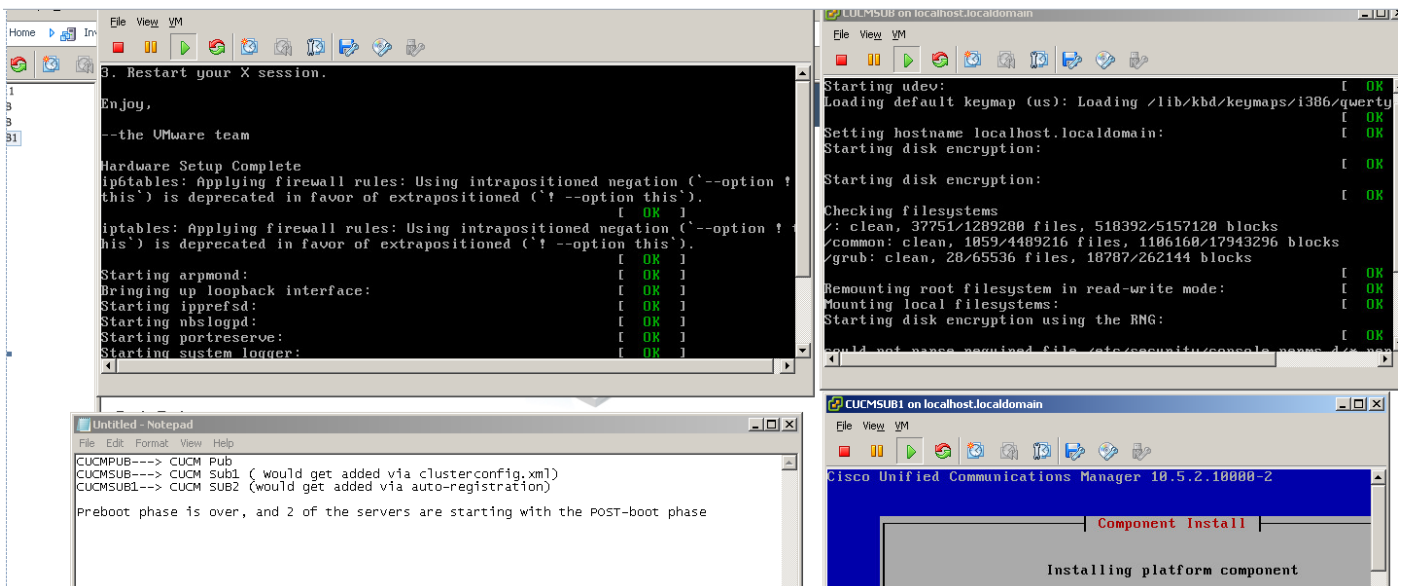 Home
File View VM
3. Restart your X session.
Enjoy,
--the VMware team
Hardware Setup Complete
ip6tables: Applying firewall rules: Using intrapositioned negation (`--option !
this`) is deprecated in favor of extrapositioned (`! --option this`).
[ OK ]
iptables: Applying firewall rules: Using intrapositioned negation (`--option ! t
his`) is deprecated in favor of extrapositioned (`! --option this`).
[ OK ]
Starting arpmond: [ OK ]
Bringing up loopback interface: [ OK ]
Starting ipprefsd: [ OK ]
Starting nbslogpd: [ OK ]
Starting portreserve: [ OK ]
Starting system logger: [ OK ]
CUCMSUB on localhost.localdomain
File View VM
Starting udev: [ OK
Loading default keymap (us): Loading /lib/kbd/keymaps/i386/qwerty
[ OK
Setting hostname localhost.localdomain: [ OK
Starting disk encryption:
[ OK
Starting disk encryption:
[ OK
Checking filesystems
/: clean, 37751/1289280 files, 518392/5157120 blocks
/common: clean, 1059/4489216 files, 1106160/17943296 blocks
/grub: clean, 28/65536 files, 18787/262144 blocks
[ OK
Remounting root filesystem in read-write mode: [ OK
Mounting local filesystems: [ OK
Starting disk encryption using the RNG:
[ OK
could not parse required file /etc/security/console.perms.d/*
Untitled - Notepad
File Edit Format View Help
CUCMPUB---> CUCM Pub
CUCMSUB---> CUCM Sub1 ( would get added via clusterconfig.xml)
CUCMSUB1--> CUCM SUB2 (would get added via auto-registration)
Preboot phase is over, and 2 of the servers are starting with the POST-boot phase
CUCMSUB1 on localhost.localdomain
File View VM
Cisco Unified Communications Manager 10.5.2.10000-2
Component Install
Installing platform component